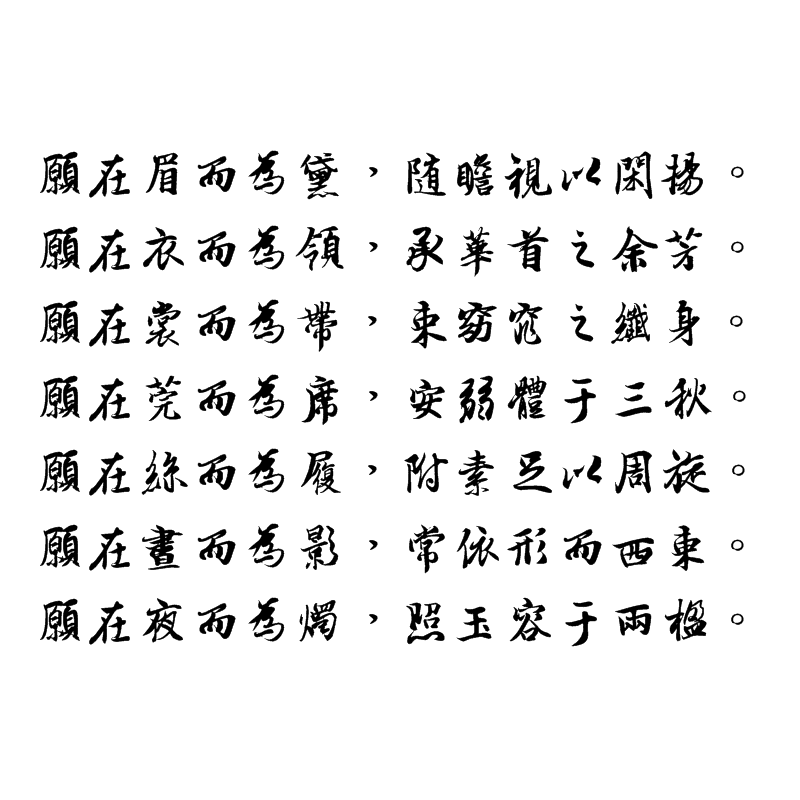 願在眉而為黛，隨瞻視以閑揚。
願在衣而為領，承華首之余芳。
願在裳而為帶，束窈窕之纖身。
願在莞而為席，安弱體于三秋。
願在絲而為履，附素足以周旋。
願在晝而為影，常依形而西東。
願在夜而為燭，照玉容于兩楹。